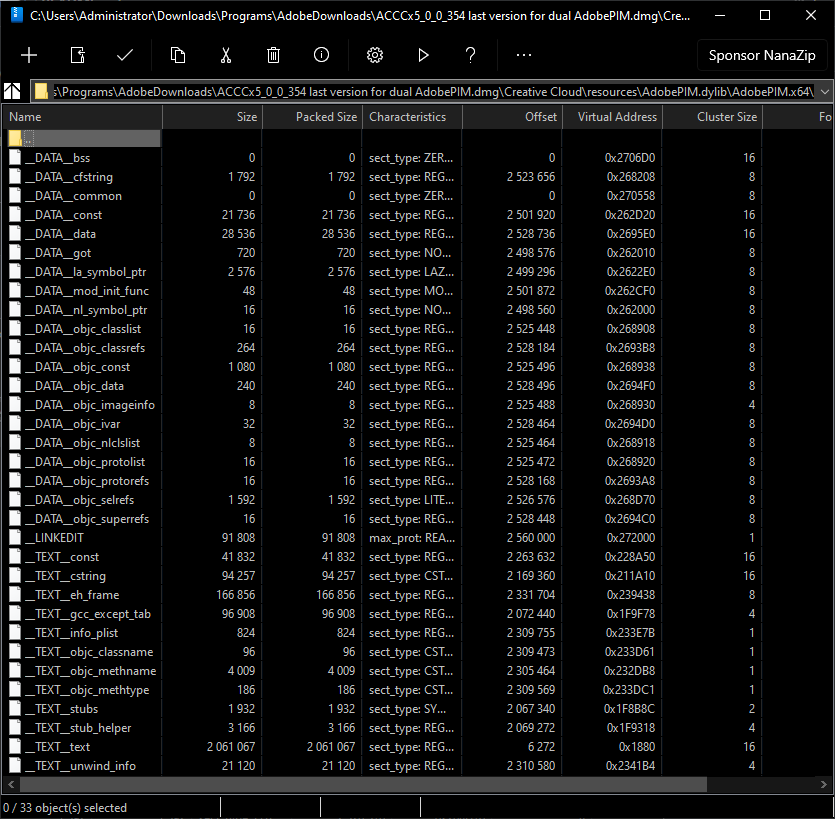 C:\Users\Administrator\Downloads\Programs\AdobeDownloads\ACCCx5_0_0_354 last version for dual AdobePIM.dmg\Cre...
Sponsor NanaZip
:\Programs\AdobeDownloads\ACCCx5_0_0_354 last version for dual AdobePIM.dmg\Creative Cloud\resources\AdobePIM.dylib\AdobePIM.x64\
Name Size Packed Size Characteristics Offset Virtual Address Cluster Size Fo
..
__DATA__bss 0 0 sect_type: ZER... 0 0x2706D0 16
__DATA__cfstring 1 792 1 792 sect_type: REG... 2 523 656 0x268208 8
__DATA__common 0 0 sect_type: ZER... 0 0x270558 8
__DATA__const 21 736 21 736 sect_type: REG... 2 501 920 0x262D20 16
__DATA__data 28 536 28 536 sect_type: REG... 2 528 736 0x2695E0 16
__DATA__got 720 720 sect_type: NO... 2 498 576 0x262010 8
__DATA__la_symbol_ptr 2 576 2 576 sect_type: LAZ... 2 499 296 0x2622E0 8
__DATA__mod_init_func 48 48 sect_type: MO... 2 501 872 0x262CF0 8
__DATA__nl_symbol_ptr 16 16 sect_type: NO... 2 498 560 0x262000 8
__DATA__objc_classlist 16 16 sect_type: REG... 2 525 448 0x268908 8
__DATA__objc_classrefs 264 264 sect_type: REG... 2 528 184 0x2693B8 8
__DATA__objc_const 1 080 1 080 sect_type: REG... 2 525 496 0x268938 8
__DATA__objc_data 240 240 sect_type: REG... 2 528 496 0x2694F0 8
__DATA__objc_imageinfo 8 8 sect_type: REG... 2 525 488 0x268930 4
__DATA__objc_ivar 32 32 sect_type: REG... 2 528 464 0x2694D0 8
__DATA__objc_nlclslist 8 8 sect_type: REG... 2 525 464 0x268918 8
__DATA__objc_protolist 16 16 sect_type: REG... 2 525 472 0x268920 8
__DATA__objc_protorefs 16 16 sect_type: REG... 2 528 168 0x2693A8 8
__DATA__objc_selrefs 1 592 1 592 sect_type: LITE... 2 526 576 0x268D70 8
__DATA__objc_superrefs 16 16 sect_type: REG... 2 528 448 0x2694C0 8
__LINKEDIT 91 808 91 808 max_prot: REA... 2 560 000 0x272000 1
__TEXT__const 41 832 41 832 sect_type: REG... 2 263 632 0x228A50 16
__TEXT__cstring 94 257 94 257 sect_type: CST... 2 169 360 0x211A10 16
__TEXT__eh_frame 166 856 166 856 sect_type: REG... 2 331 704 0x239438 8
__TEXT__gcc_except_tab 96 908 96 908 sect_type: REG... 2 072 440 0x1F9F78 4
__TEXT__info_plist 824 824 sect_type: REG... 2 309 755 0x233E7B 1
__TEXT__objc_classname 96 96 sect_type: CST... 2 309 473 0x233D61 1
__TEXT__objc_methname 4 009 4 009 sect_type: CST... 2 305 464 0x232DB8 1
__TEXT__objc_methtype 186 186 sect_type: CST... 2 309 569 0x233DC1 1
__TEXT__stubs 1 932 1 932 sect_type: SY... 2 067 340 0x1F8B8C 2
__TEXT__stub_helper 3 166 3 166 sect_type: REG... 2 069 272 0x1F9318 4
__TEXT__text 2 061 067 2 061 067 sect_type: REG... 6 272 0x1880 16
__TEXT__unwind_info 21 120 21 120 sect_type: REG... 2 310 580 0x2341B4 4
0 / 33 object(s) selected